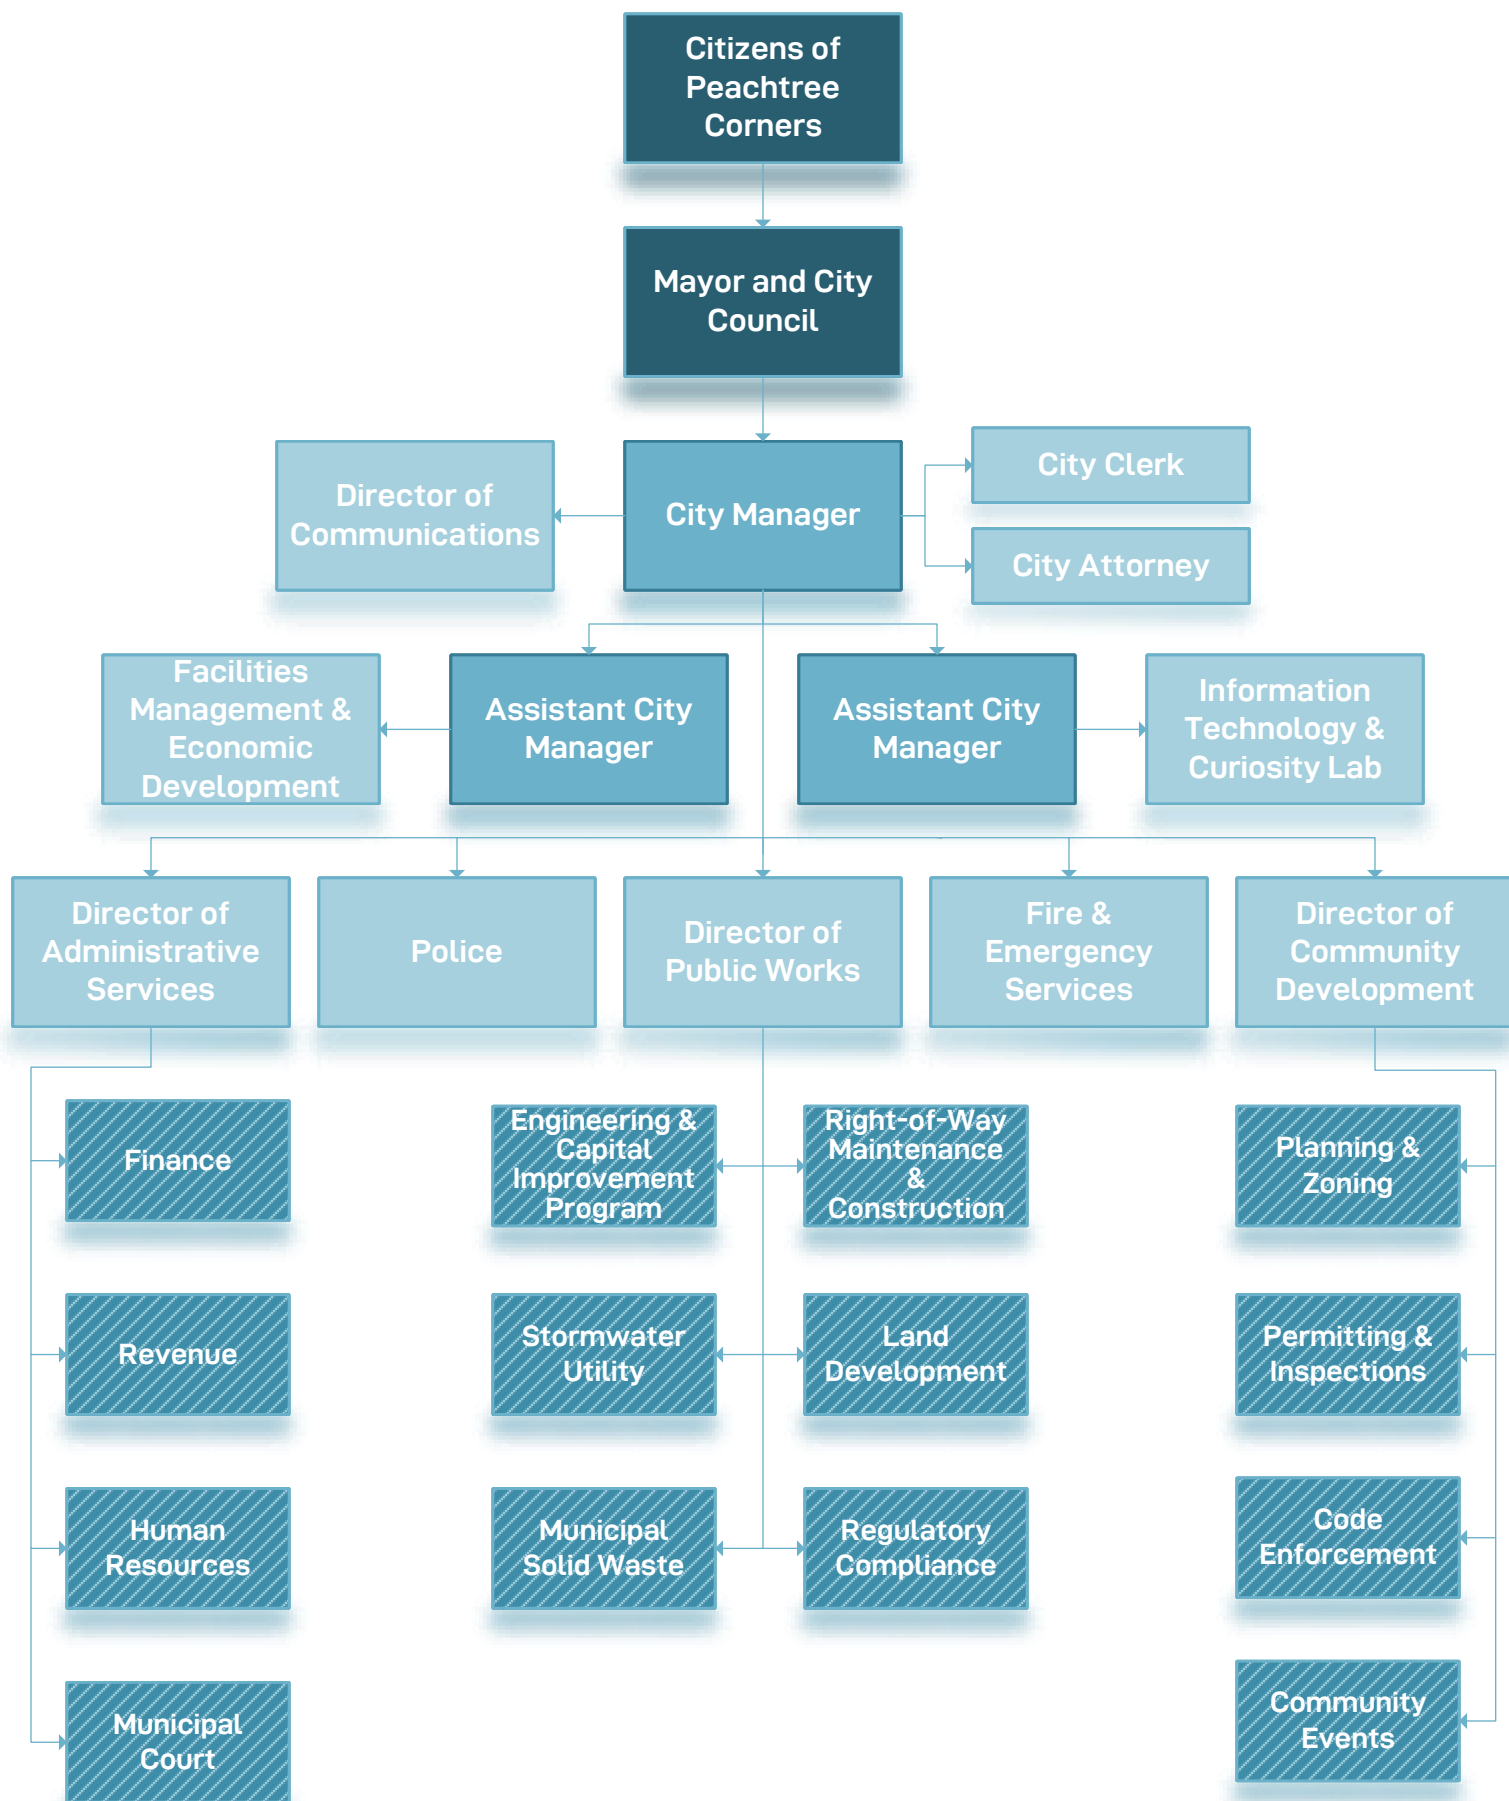 Citizens of
Peachtree
Corners
Mayor and City
Council
Director of
Communications
City Manager
City Clerk
City Attorney
Facilities
Management &
Economic
Development
Assistant City
Manager
Assistant City
Manager
Information
Technology &
Curiosity Lab
Director of
Administrative
Services
Police
Director of
Public Works
Fire &
Emergency
Services
Director of
Community
Development
Finance
Engineering &
Capital
Improvement
Program
Right-of-Way
Maintenance
&
Construction
Planning &
Zoning
Revenue
Stormwater
Utility
Land
Development
Permitting &
Inspections
Human
Resources
Municipal
Solid Waste
Regulatory
Compliance
Code
Enforcement
Municipal
Court
Community
Events